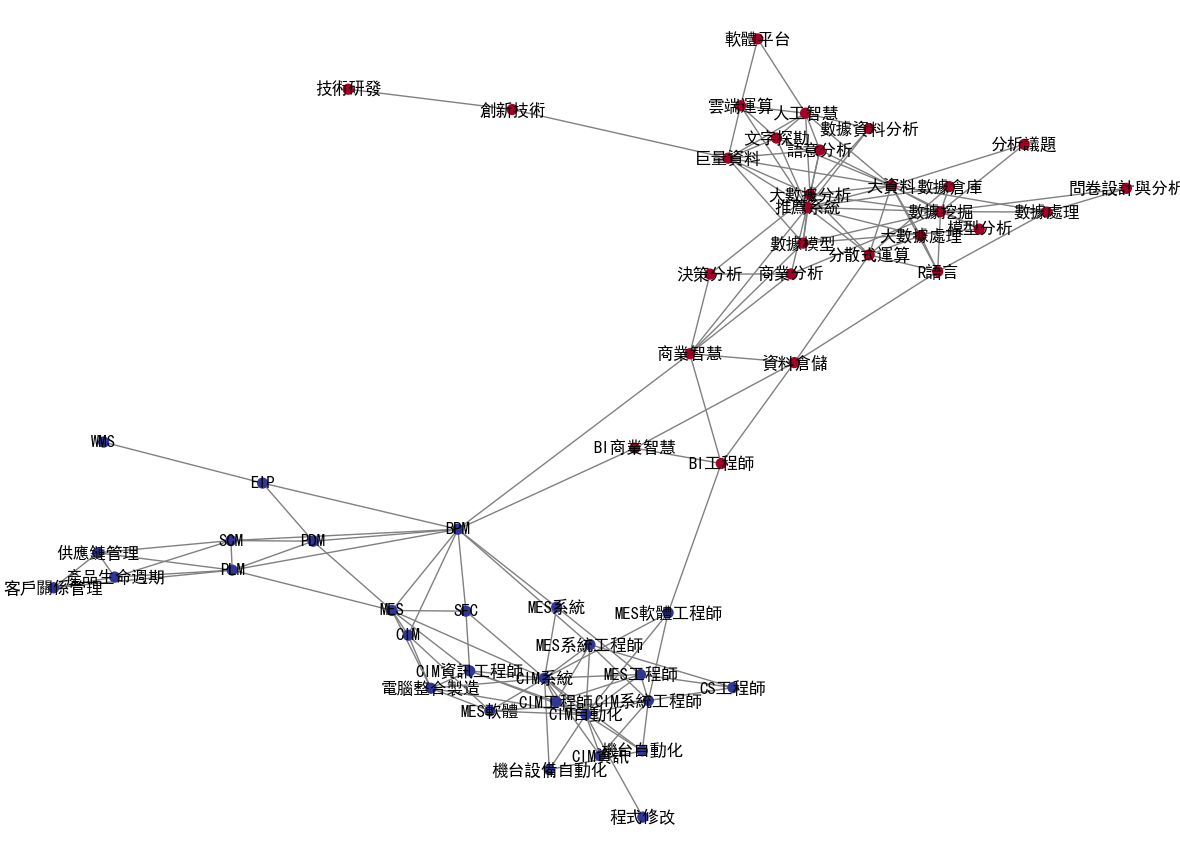 軟體平台
技術研發
創新技術
雲端運算
人工智慧
數據資料分析
文字探勘
語意分析
分析議題
巨量資料
大資料
數據倉庫
問卷設計與分析
大數據分析
推薦系統
數據挖掘
數據處理
模型分析
大數據處理
數據模型
分散式運算
決策分析
商業分析
R語言
商業智慧
資料倉儲
BI商業智慧
BI工程師
WMS
EIP
BPM
SCM
PDM
供應鏈管理
PLM
產品生命週期
客戶關係管理
MES
SFC
MES系統
MES軟體工程師
CIM
MES系統工程師
CIM資訊工程師
CIM系統
MES工程師
電腦整合製造
CS工程師
CIM工程師
CIM系統工程師
MES軟體
CIM自動化
機台自動化
CIM資訊
機台設備自動化
程式修改